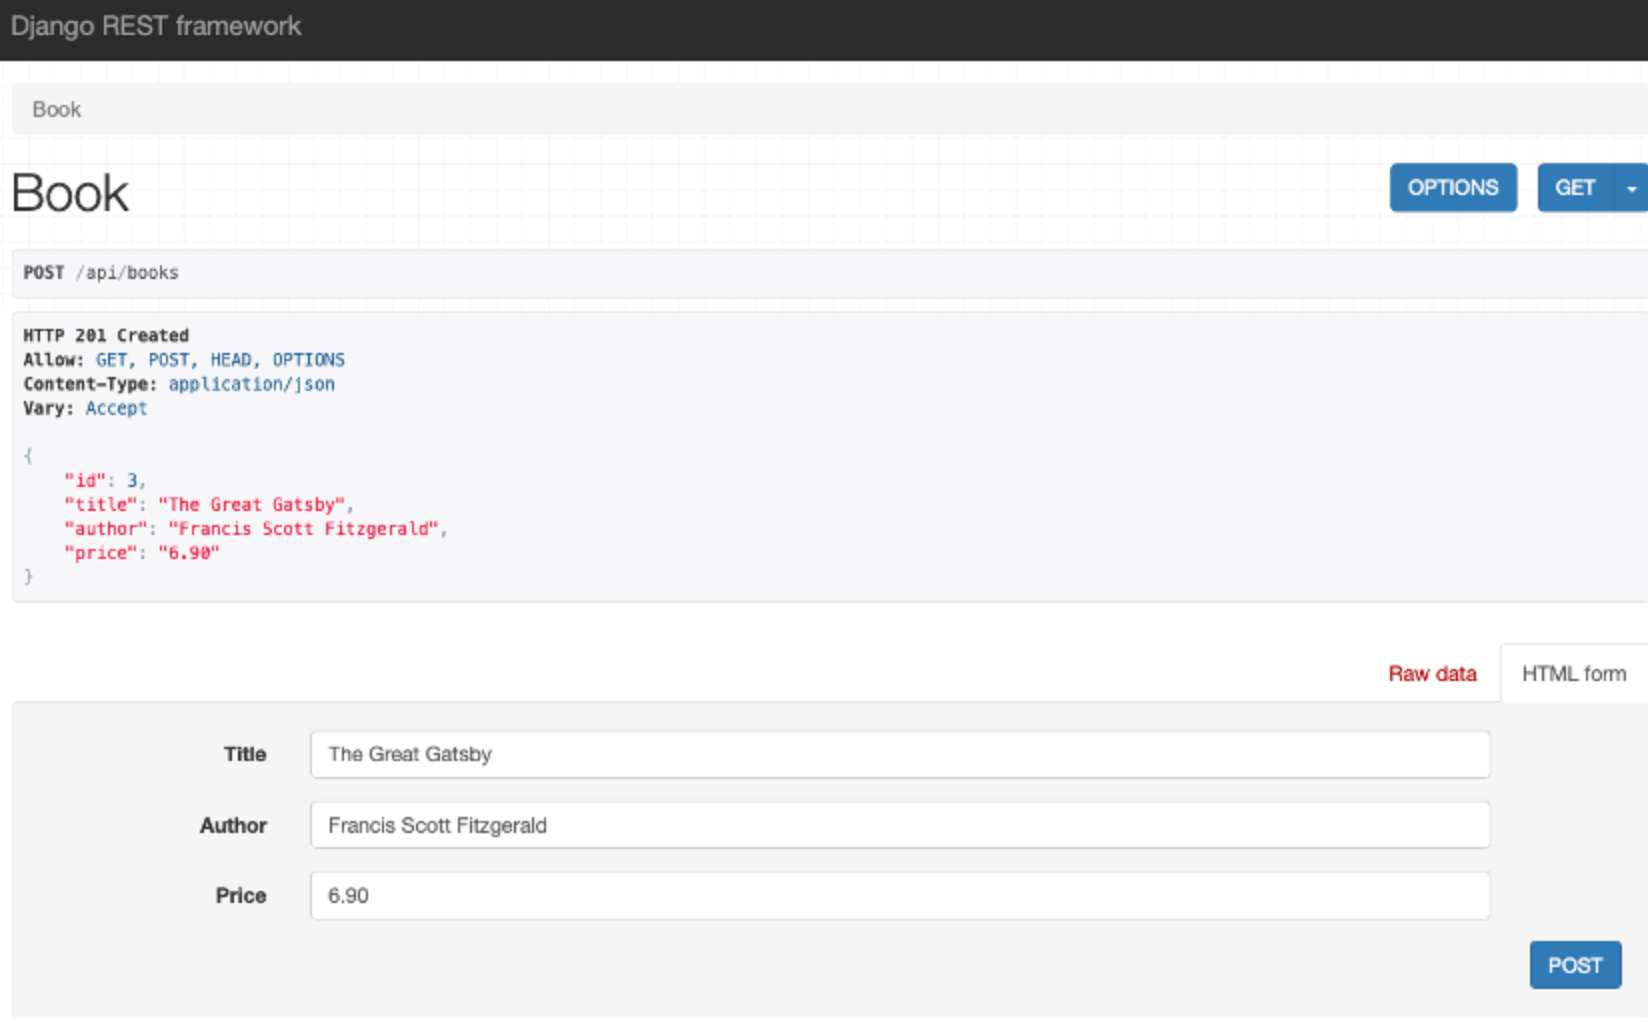 Django REST framework
Book
Book
OPTIONS
GET
POST /api/books
HTTP 201 Created
Allow: GET, POST, HEAD, OPTIONS
Content-Type: application/json
Vary: Accept
{
    "id": 3,
    "title": "The Great Gatsby",
    "author": "Francis Scott Fitzgerald",
    "price": "6.90"
}
Raw data
HTML form
Title The Great Gatsby
Author Francis Scott Fitzgerald
Price 6.90
POST